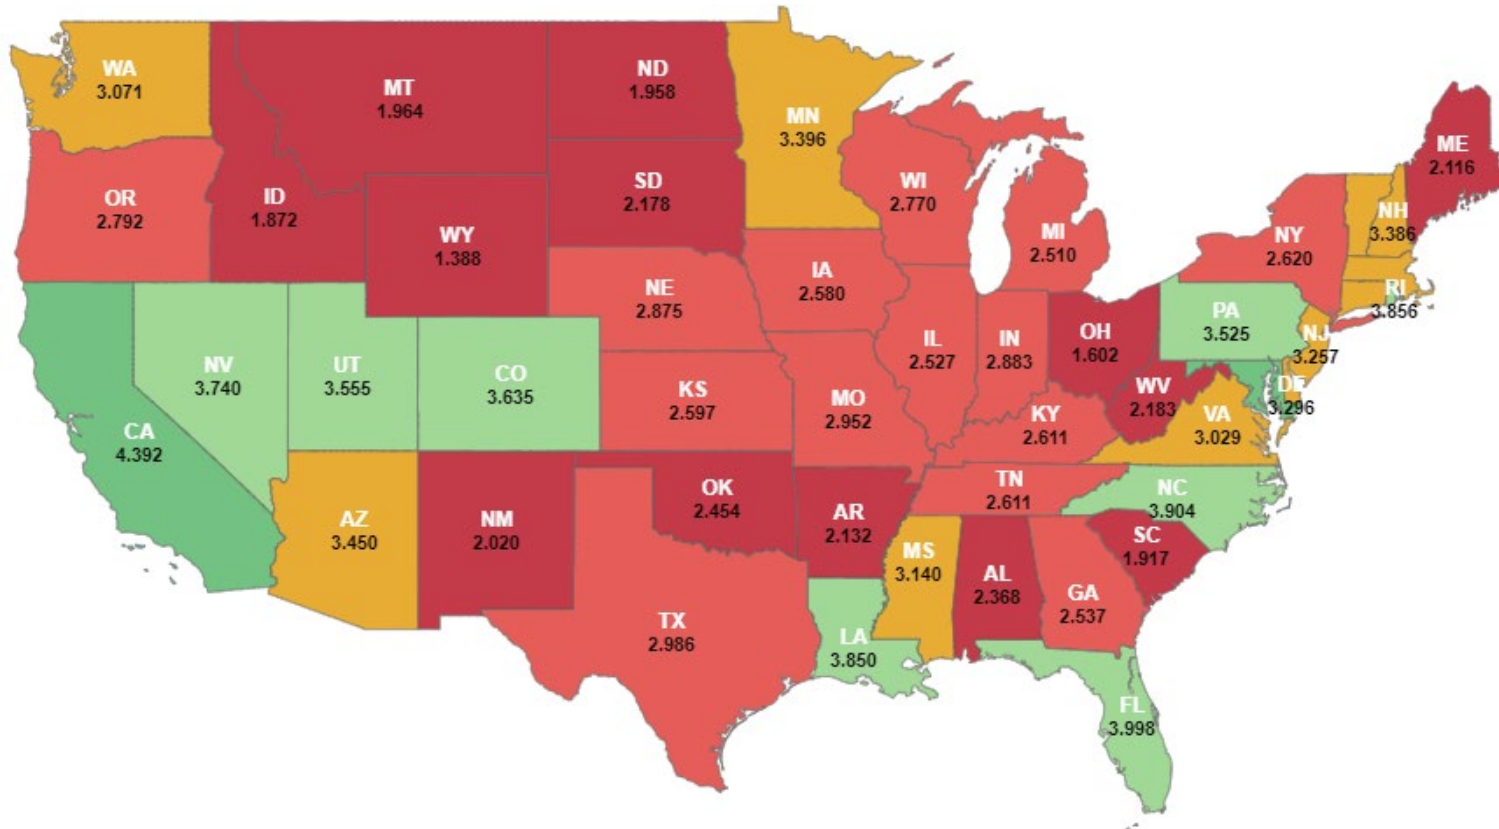 WA
3.071
MT
1.964
ND
1.958
MN
3.396
ME
2.116
OR
2.792
ID
1.872
WY
1.388
SD
2.178
WI
2.770
MI
2.510
NY
2.620
NH
3.386
NE
2.875
IA
2.580
RI
3.856
NV
3.740
UT
3.555
CO
3.635
KS
2.597
MO
2.952
IL
2.527
IN
2.883
OH
1.602
PA
3.525
NJ
3.257
CA
4.392
KY
2.611
WV
2.183
VA
3.029
DE
3.296
AZ
3.450
NM
2.020
OK
2.454
AR
2.132
TN
2.611
NC
3.904
MS
3.140
AL
2.368
GA
2.537
SC
1.917
TX
2.986
LA
3.850
FL
3.998